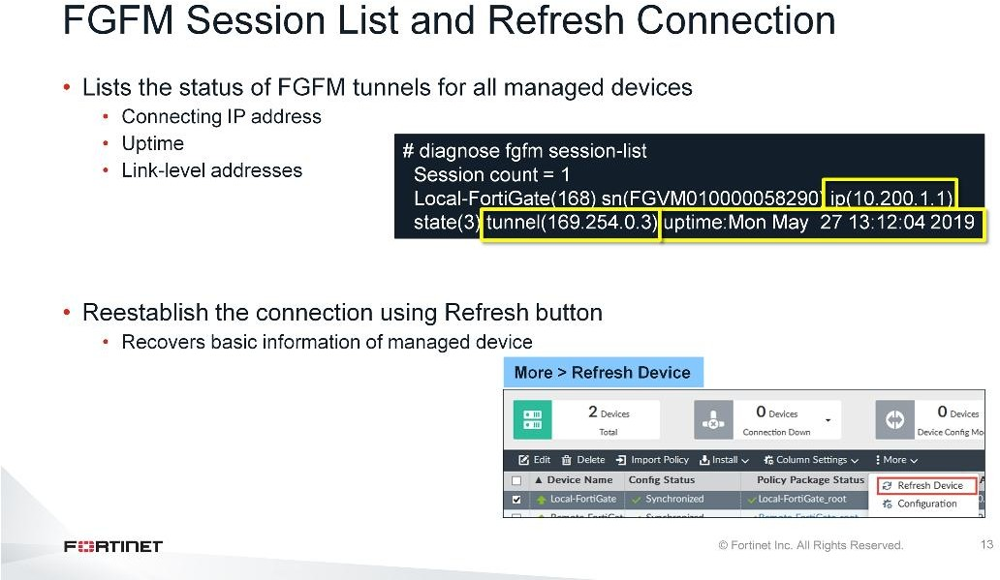 FGFM Session List and Refresh Connection
• Lists the status of FGFM tunnels for all managed devices
• Connecting IP address
• Uptime
• Link-level addresses
# diagnose fgfm session-list
Session count = 1
Local-FortiGate(168) sn(FGVM010000058290) ip(10.200.1.1)
state(3) tunnel(169.254.0.3) uptime:Mon May 27 13:12:04 2019
• Reestablish the connection using Refresh button
• Recovers basic information of managed device
More > Refresh Device
2 Devices
Total
0 Devices
Connection Down
0 Devices
Device Config Mo
Edit Delete Import Policy Install Column Settings More
Device Name Config Status Policy Package Status
Refresh Device
Local-FortiGate Synchronized Local-FortiGate_root
Configuration
FORTINET
© Fortinet Inc. All Rights Reserved.
13